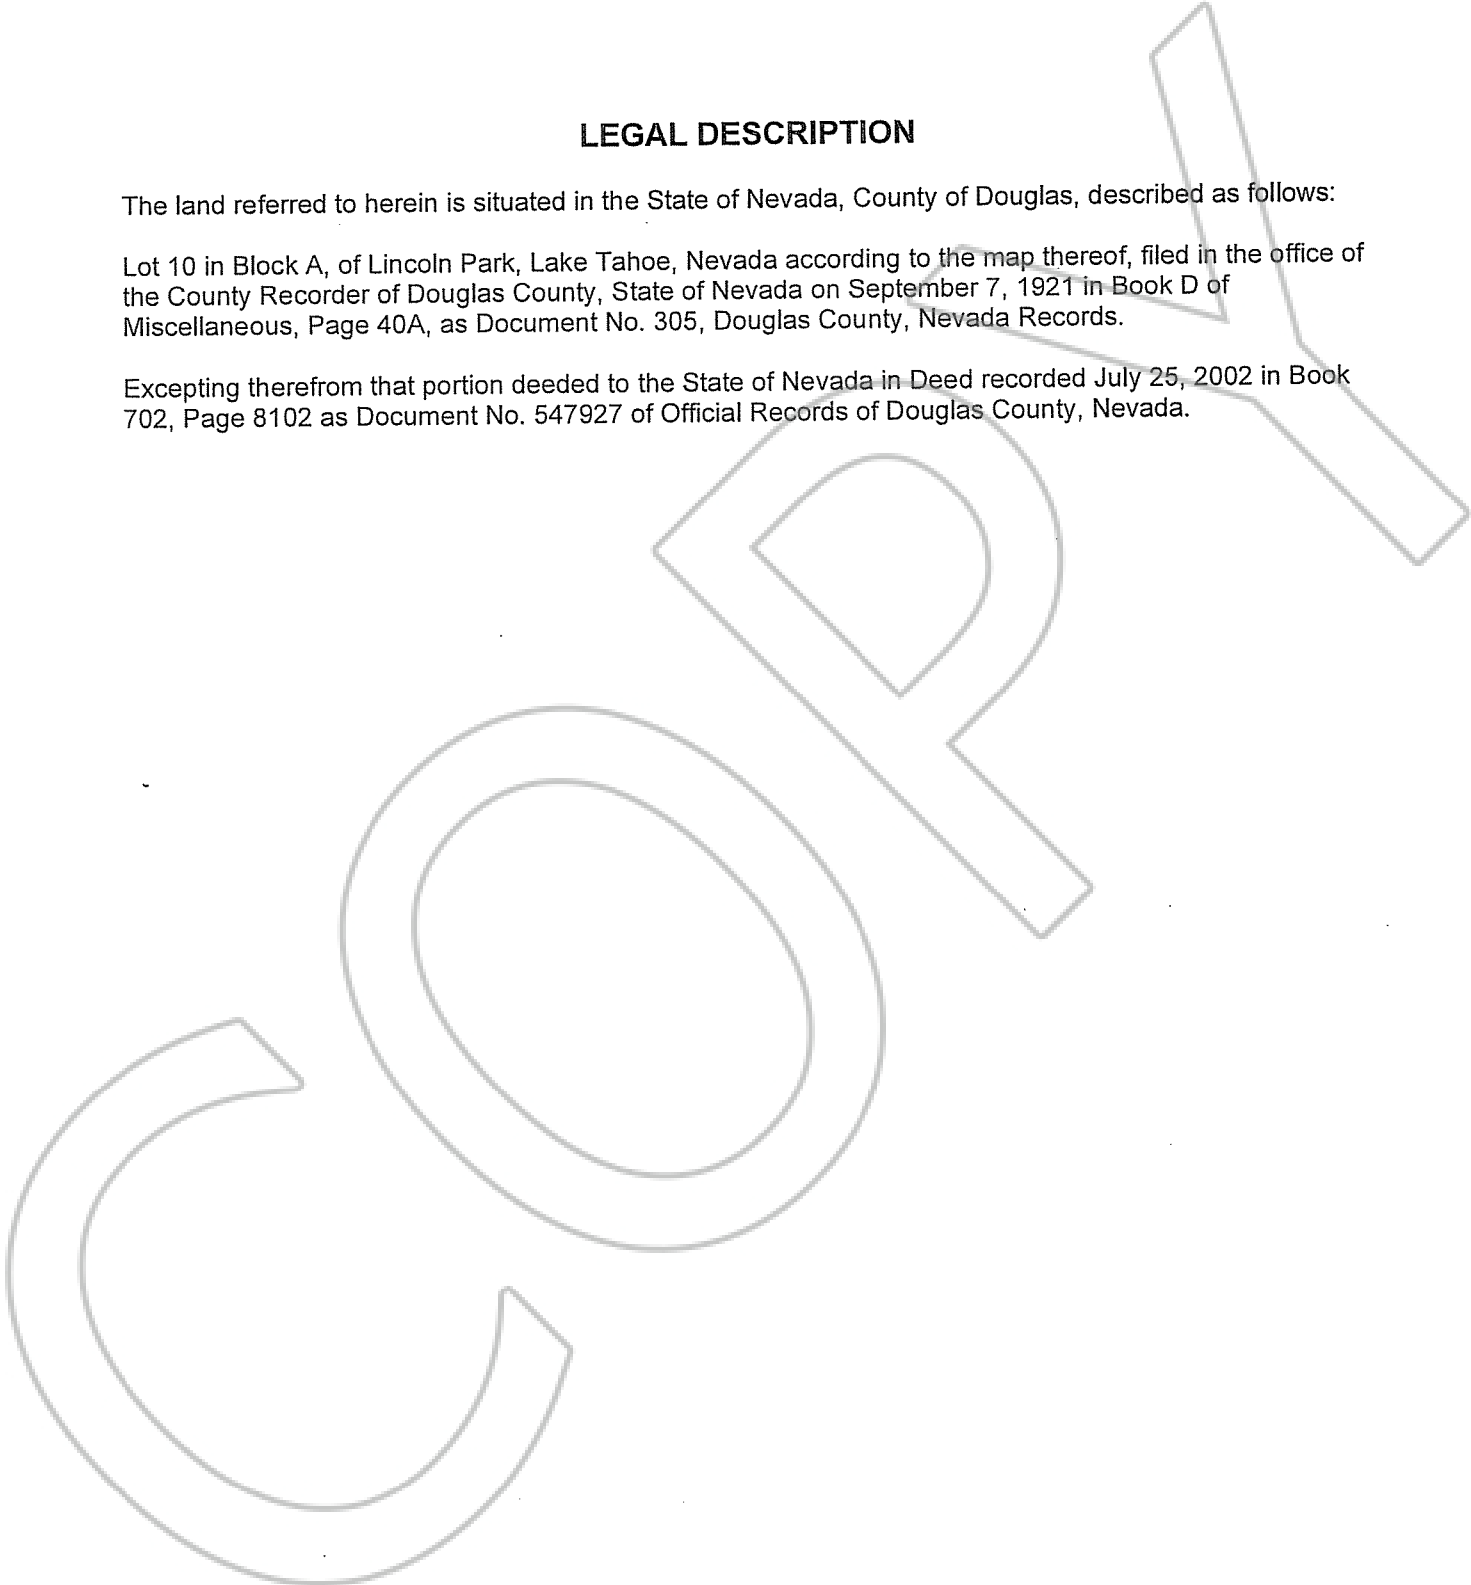 LEGAL DESCRIPTION
The land referred to herein is situated in the State of Nevada, County of Douglas, described as follows:
Lot 10 in Block A, of Lincoln Park, Lake Tahoe, Nevada according to the map thereof, filed in the office of
the County Recorder of Douglas County, State of Nevada on September 7, 1921 in Book D of
Miscellaneous, Page 40A, as Document No. 305, Douglas County, Nevada Records.
Excepting therefrom that portion deeded to the State of Nevada in Deed recorded July 25, 2002 in Book
702, Page 8102 as Document No. 547927 of Official Records of Douglas County, Nevada.
COPY